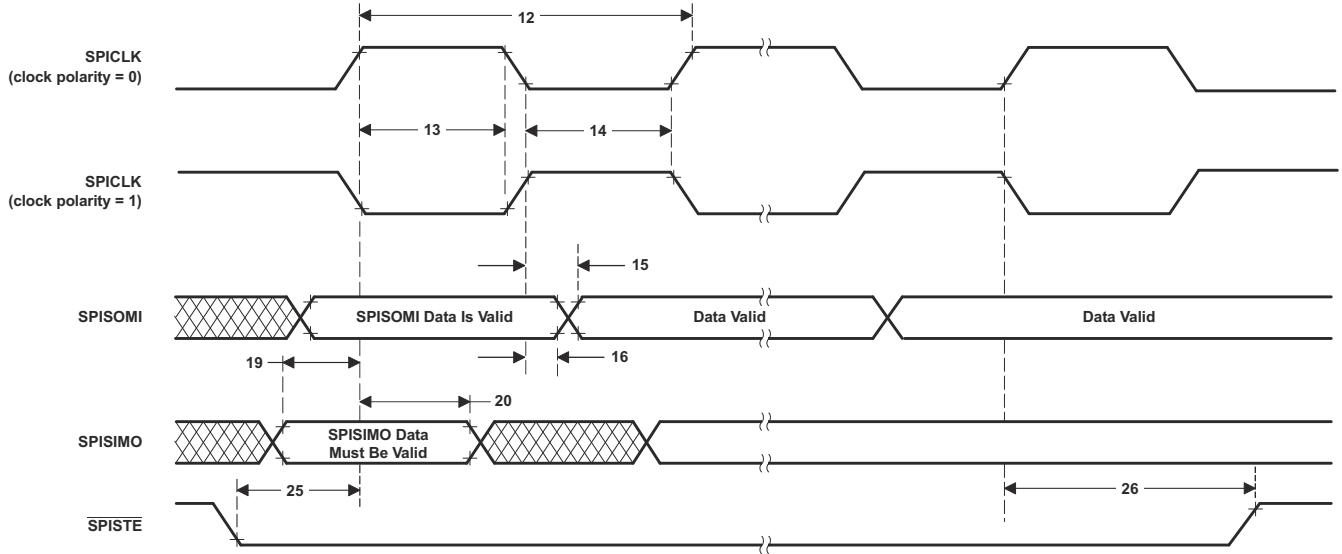 12
SPICLK
(clock polarity = 0)
13
14
SPICLK
(clock polarity = 1)
15
SPISOMI
SPISOMI Data Is Valid
Data Valid
Data Valid
19
16
20
SPISIMO
SPISIMO Data
Must Be Valid
25
26
SPISTE